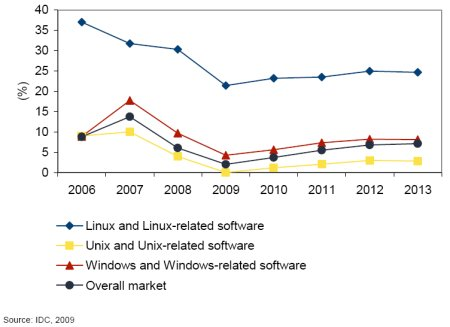 40
35
30
25
20
15
10
5
0
(%)
2006 2007 2008 2009 2010 2011 2012 2013
Linux and Linux-related software
Unix and Unix-related software
Windows and Windows-related software
Overall market
Source: IDC, 2009